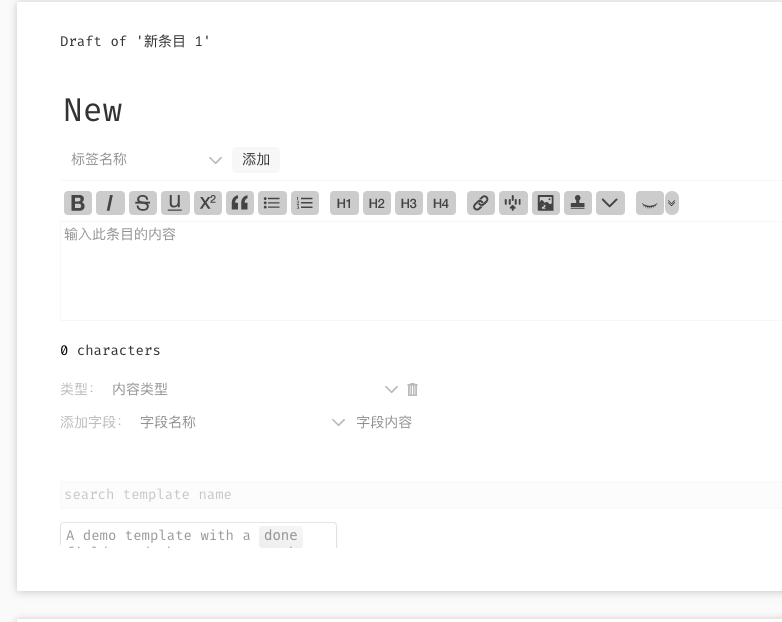 Draft of '新条目 1'
New
标签名称 添加
B I S U X² H1 H2 H3 H4
输入此条目的内容
0 characters
类型: 内容类型
添加字段: 字段名称 字段内容
search template name
A demo template with a done